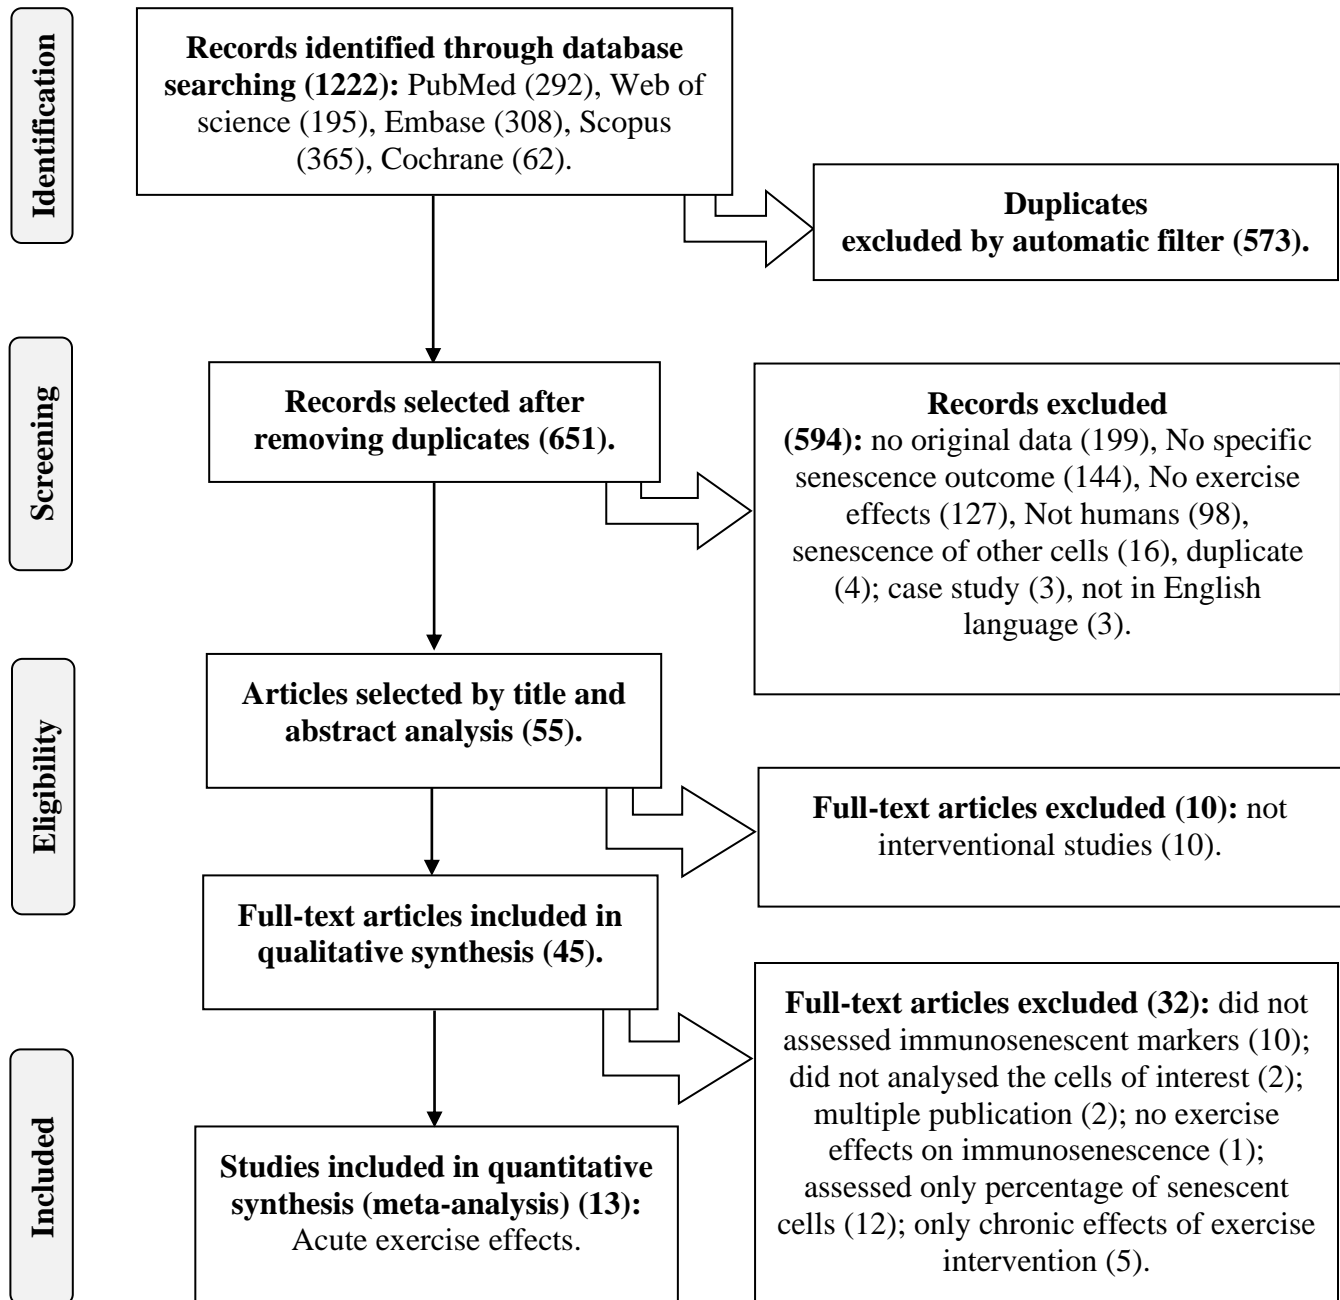 Identification
Records identified through database
searching (1222): PubMed (292), Web of
science (195), Embase (308), Scopus
(365), Cochrane (62).
Duplicates
excluded by automatic filter (573).
Screening
Records selected after
removing duplicates (651).
Records excluded
(594): no original data (199), No specific
senescence outcome (144), No exercise
effects (127), Not humans (98),
senescence of other cells (16), duplicate
(4); case study (3), not in English
language (3).
Eligibility
Articles selected by title and
abstract analysis (55).
Full-text articles excluded (10): not
interventional studies (10).
Full-text articles included in
qualitative synthesis (45).
Full-text articles excluded (32): did not
assessed immunosenescent markers (10);
did not analysed the cells of interest (2);
multiple publication (2); no exercise
effects on immunosenescence (1);
assessed only percentage of senescent
cells (12); only chronic effects of exercise
intervention (5).
Included
Studies included in quantitative
synthesis (meta-analysis) (13):
Acute exercise effects.